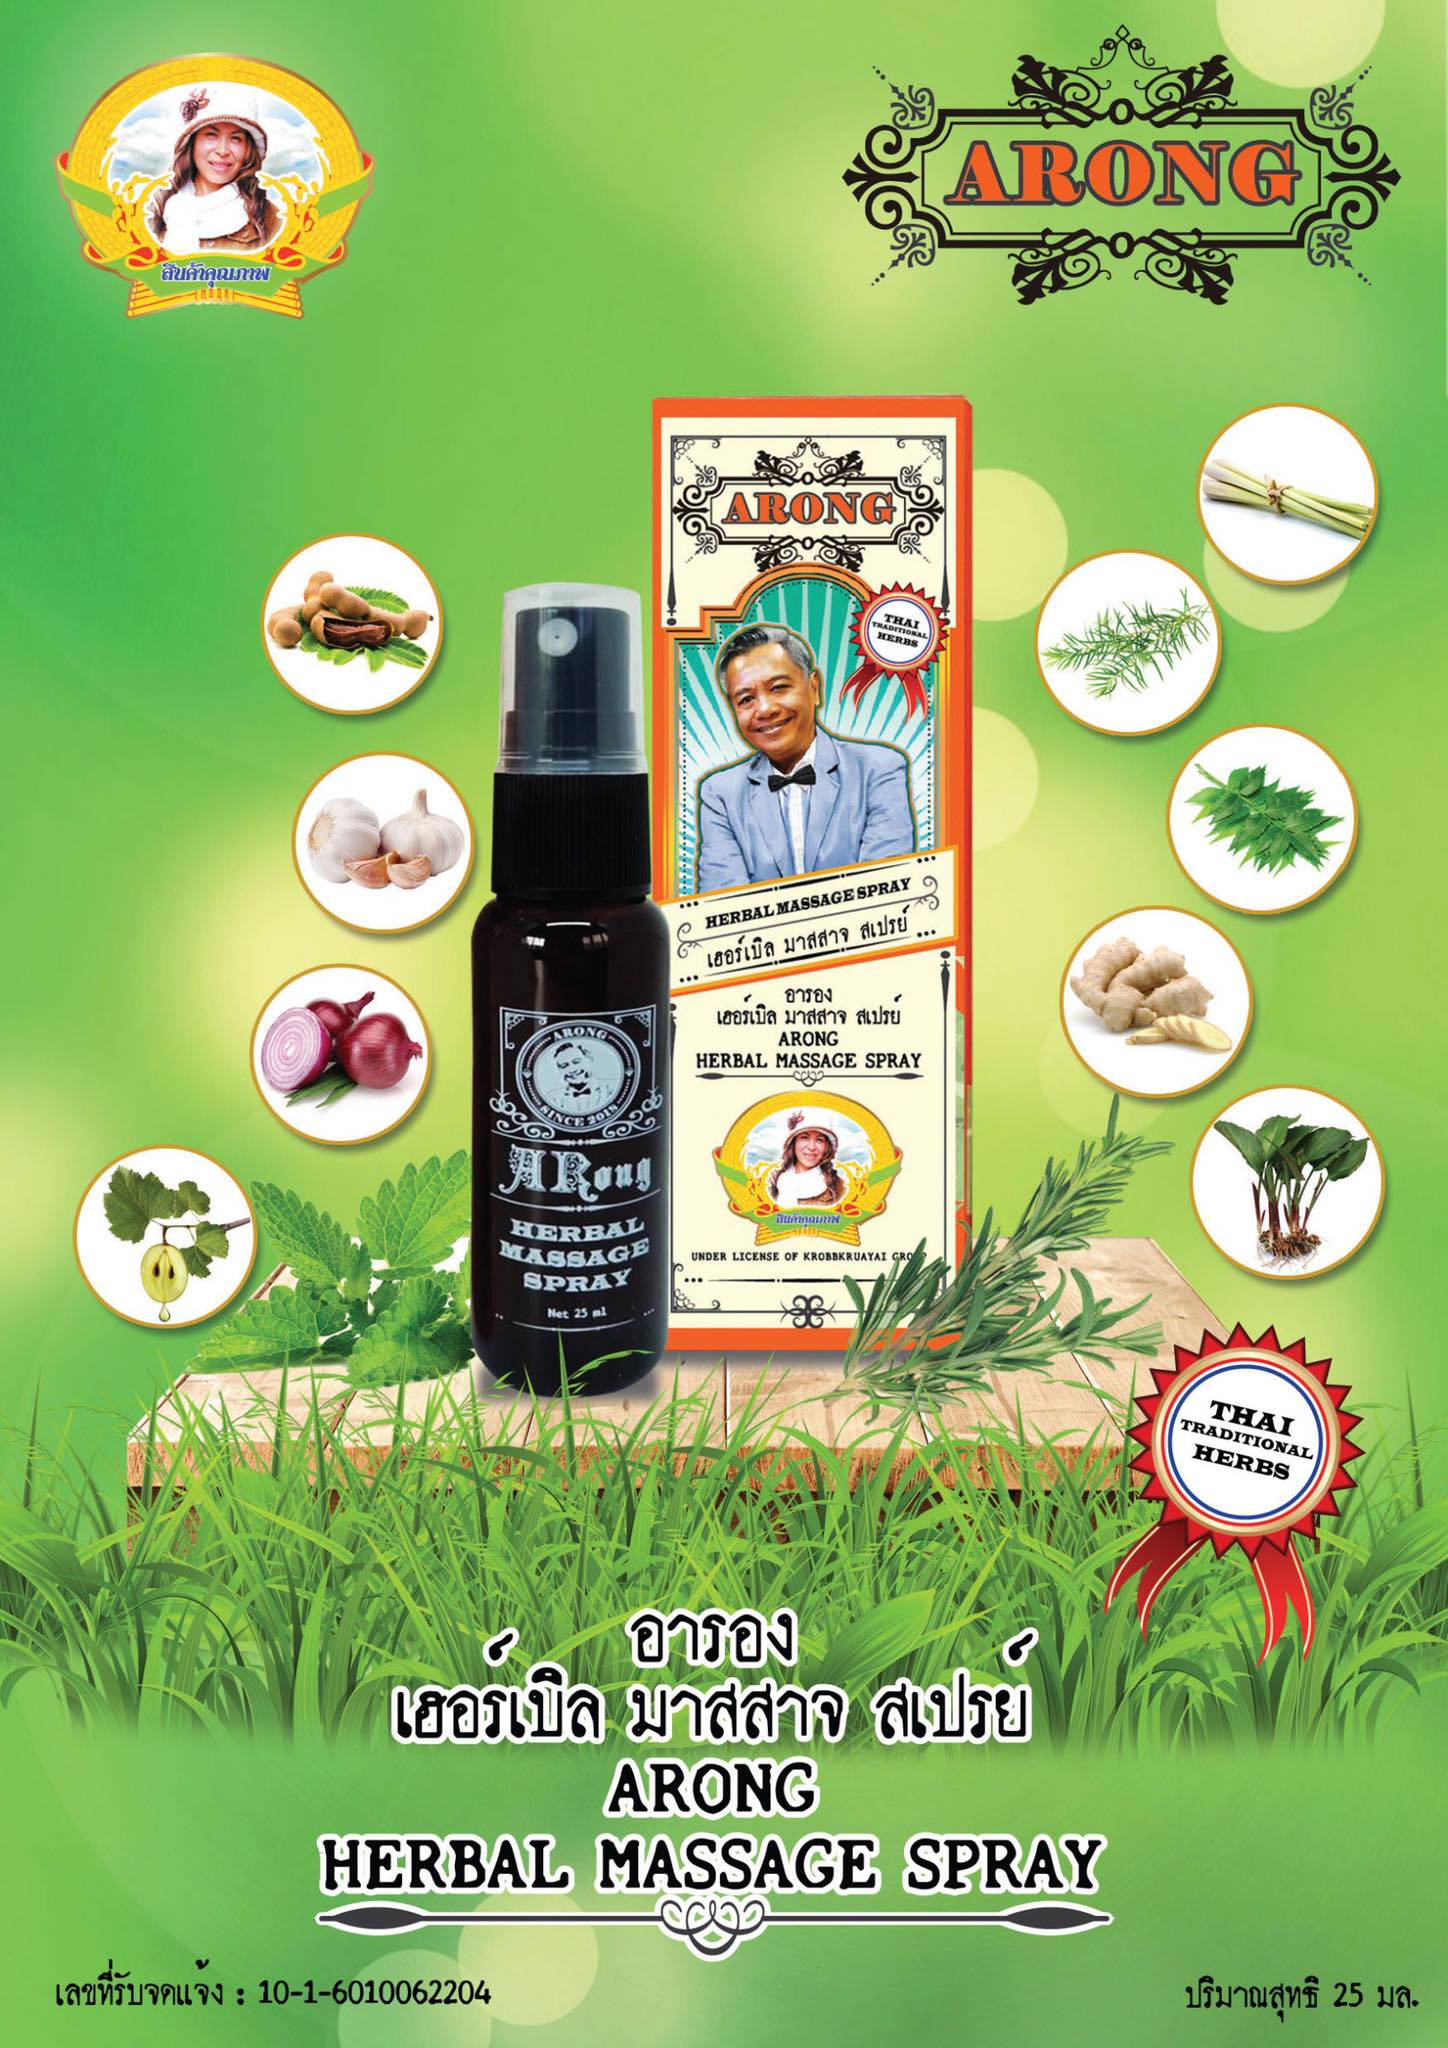 สินค้าคุณภาพ
ARONG
ARONG
THAI
TRADITIONAL
HERBS
HERBAL MASSAGE SPRAY
เฮอร์เบิล มาสสาจ สเปรย์
อารอง
เฮอร์เบิล มาสสาจ สเปรย์
ARONG
HERBAL MASSAGE SPRAY
สินค้าคุณภาพ
UNDER LICENSE OF KROBBKRUAYAI GROUP
ARONG
SINCE 2018
ARong
HERBAL
MASSAGE
SPRAY
Net 25 ml
THAI
TRADITIONAL
HERBS
อารอง
เฮอร์เบิล มาสสาจ สเปรย์
ARONG
HERBAL MASSAGE SPRAY
เลขที่รับจดแจ้ง : 10-1-6010062204
ปริมาณสุทธิ 25 มล.